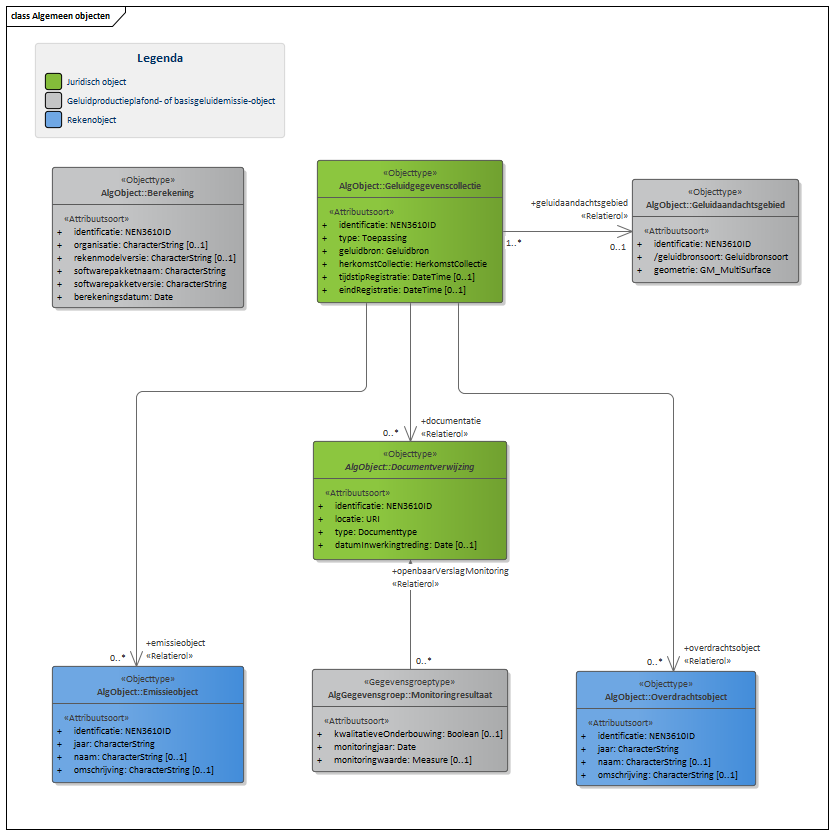 class Algemeen objecten
Legenda
Juridisch object
Geluidproductieplafond- of basisgeluidemissie-object
Rekenobject
«Objecttype»
AlgObject::Berekening
«Attribuutsoort»
+ identificatie: NEN3610ID
+ organisatie: CharacterString [0..1]
+ rekenmodelversie: CharacterString [0..1]
+ softwarepakketnaam: CharacterString
+ softwarepakketversie: CharacterString
+ berekeningsdatum: Date
«Objecttype»
AlgObject::Geluidgegevenscollectie
«Attribuutsoort»
+ identificatie: NEN3610ID
+ type: Toepassing
+ geluidbron: Geluidbron
+ herkomstCollectie: HerkomstCollectie
+ tijdstipRegistratie: DateTime [0..1]
+ eindRegistratie: DateTime [0..1]
+geluidaandachtsgebied
«Relatierol»
1..*
0..1
«Objecttype»
AlgObject::Geluidaandachtsgebied
«Attribuutsoort»
+ identificatie: NEN3610ID
+ /geluidbronsoort: Geluidbronsoort
+ geometrie: GM_MultiSurface
+documentatie
0..*
«Relatierol»
«Objecttype»
AlgObject::Documentverwijzing
«Attribuutsoort»
+ identificatie: NEN3610ID
+ locatie: URI
+ type: Documenttype
+ datumInwerkingtreding: Date [0..1]
+openbaarVerslagMonitoring
«Relatierol»
0..*
+emissieobject
0..*
«Relatierol»
«Objecttype»
AlgObject::Emissieobject
«Attribuutsoort»
+ identificatie: NEN3610ID
+ jaar: CharacterString
+ naam: CharacterString [0..1]
+ omschrijving: CharacterString [0..1]
«Gegevensgroeptype»
AlgGegevensgroep::Monitoringresultaat
«Attribuutsoort»
+ kwalitatieveOnderbouwing: Boolean [0..1]
+ monitoringjaar: Date
+ monitoringwaarde: Measure [0..1]
+overdrachtsobject
0..*
«Relatierol»
«Objecttype»
AlgObject::Overdrachtsobject
«Attribuutsoort»
+ identificatie: NEN3610ID
+ jaar: CharacterString
+ naam: CharacterString [0..1]
+ omschrijving: CharacterString [0..1]